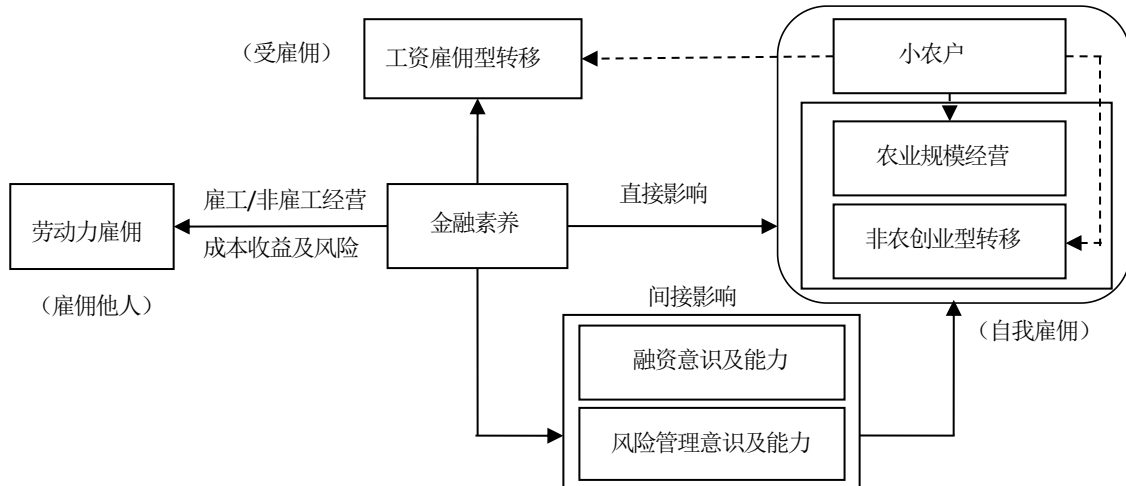 （受雇佣）
工资雇佣型转移
小农户
农业规模经营
雇工/非雇工经营
直接影响
劳动力雇佣
金融素养
非农创业型转移
成本收益及风险
（雇佣他人）
间接影响
（自我雇佣）
融资意识及能力
风险管理意识及能力